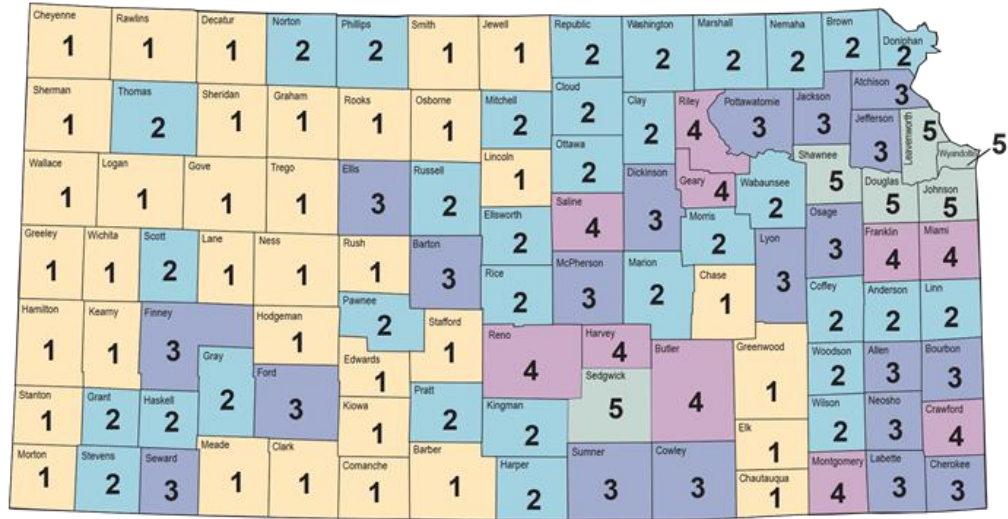 Cheyenne 1
Rawlins 1
Decatur 1
Norton 2
Phillips 2
Smith 1
Jewell 1
Republic 2
Washington 2
Marshall 2
Nemaha 2
Brown 2
Doniphan 2
Sherman 1
Thomas 2
Sheridan 1
Graham 1
Rooks 1
Osborne 1
Mitchell 2
Cloud 2
Clay 2
Riley 4
Pottawatomie 3
Jackson 3
Atchison 3
Jefferson 3
Leavenworth 5
Wyandotte 5
Wallace 1
Logan 1
Gove 1
Trego 1
Ellis 3
Russell 2
Lincoln 1
Ottawa 2
Dickinson 3
Geary 4
Wabaunsee 2
Shawnee 5
Douglas 5
Johnson 5
Ellsworth 2
Saline 4
Morris 2
Osage 3
Franklin 4
Miami 4
Greeley 1
Wichita 1
Scott 2
Lane 1
Ness 1
Rush 1
Barton 3
Rice 2
McPherson 3
Marion 2
Chase 1
Lyon 3
Coffey 2
Anderson 2
Linn 2
Hamilton 1
Kearny 1
Finney 3
Hodgeman 1
Pawnee 2
Stafford 1
Gray 2
Ford 3
Edwards 1
Reno 4
Harvey 4
Butler 4
Greenwood 1
Woodson 2
Allen 3
Bourbon 3
Stanton 1
Grant 2
Haskell 2
Kiowa 1
Pratt 2
Kingman 2
Sedgwick 5
Elk 1
Wilson 2
Neosho 3
Crawford 4
Morton 1
Stevens 2
Seward 3
Meade 1
Clark 1
Comanche 1
Barber 1
Harper 2
Sumner 3
Cowley 3
Chautauqua 1
Montgomery 4
Labette 3
Cherokee 3